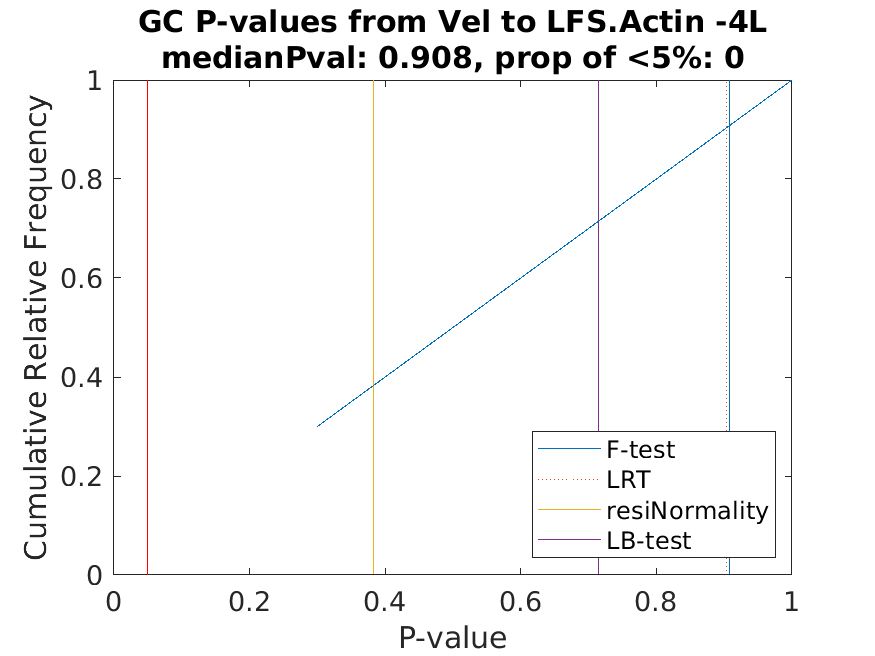 GC P-values from Vel to LFS.Actin -4L
medianPval: 0.908, prop of <5%: 0
Cumulative Relative Frequency
1
0.8
0.6
0.4
0.2
0
0 0.2 0.4 0.6 0.8 1
P-value
F-test
LRT
resiNormality
LB-test